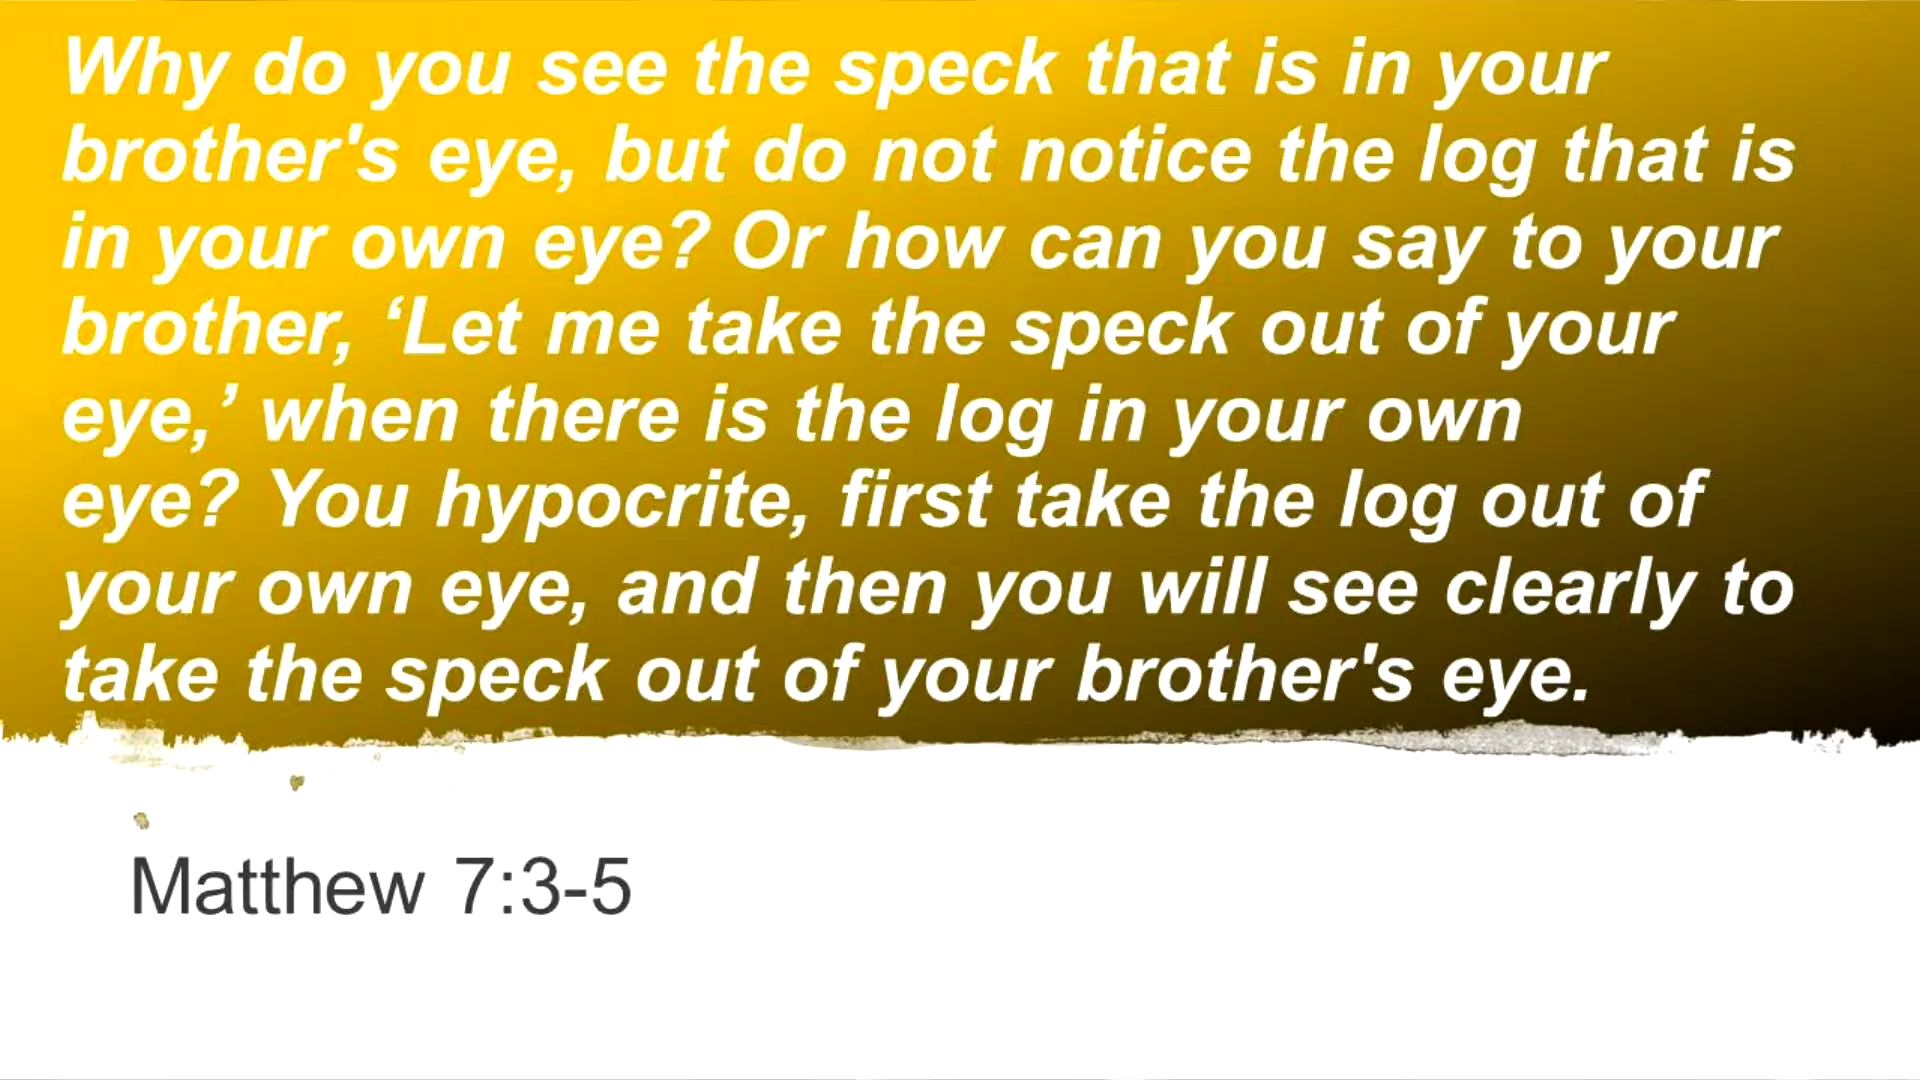 Why do you see the speck that is in your
brother's eye, but do not notice the log that is
in your own eye? Or how can you say to your
brother, ‘Let me take the speck out of your
eye,’ when there is the log in your own
eye? You hypocrite, first take the log out of
your own eye, and then you will see clearly to
take the speck out of your brother's eye.
Matthew 7:3-5